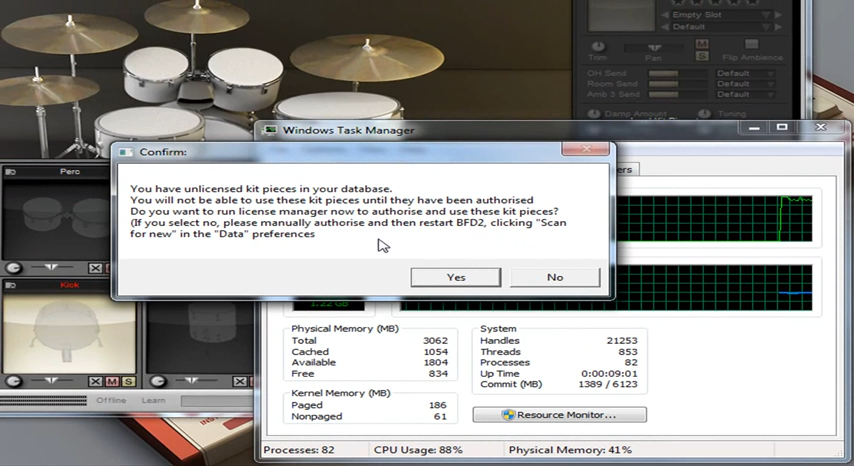 Empty Slot
Default
Trim
Pan
M
S
Flip Ambience
OH Send
Default
Room Send
Default
Amb 3 Send
Default
Damp Amount
Tuning
Windows Task Manager
Confirm:
You have unlicensed kit pieces in your database.
You will not be able to use these kit pieces until they have been authorised
Do you want to run license manager now to authorise and use these kit pieces?
(If you select no, please manually authorise and then restart BFD2, clicking "Scan
for new" in the "Data" preferences
Yes
No
Perc
Kick
X M S
X
Offline
Learn
1.22 GB
Physical Memory (MB)
Total 3062
Cached 1054
Available 1804
Free 834
Kernel Memory (MB)
Paged 186
Nonpaged 61
System
Handles 21253
Threads 853
Processes 82
Up Time 0:00:09:01
Commit (MB) 1389 / 6123
Resource Monitor...
Processes: 82
CPU Usage: 88%
Physical Memory: 41%